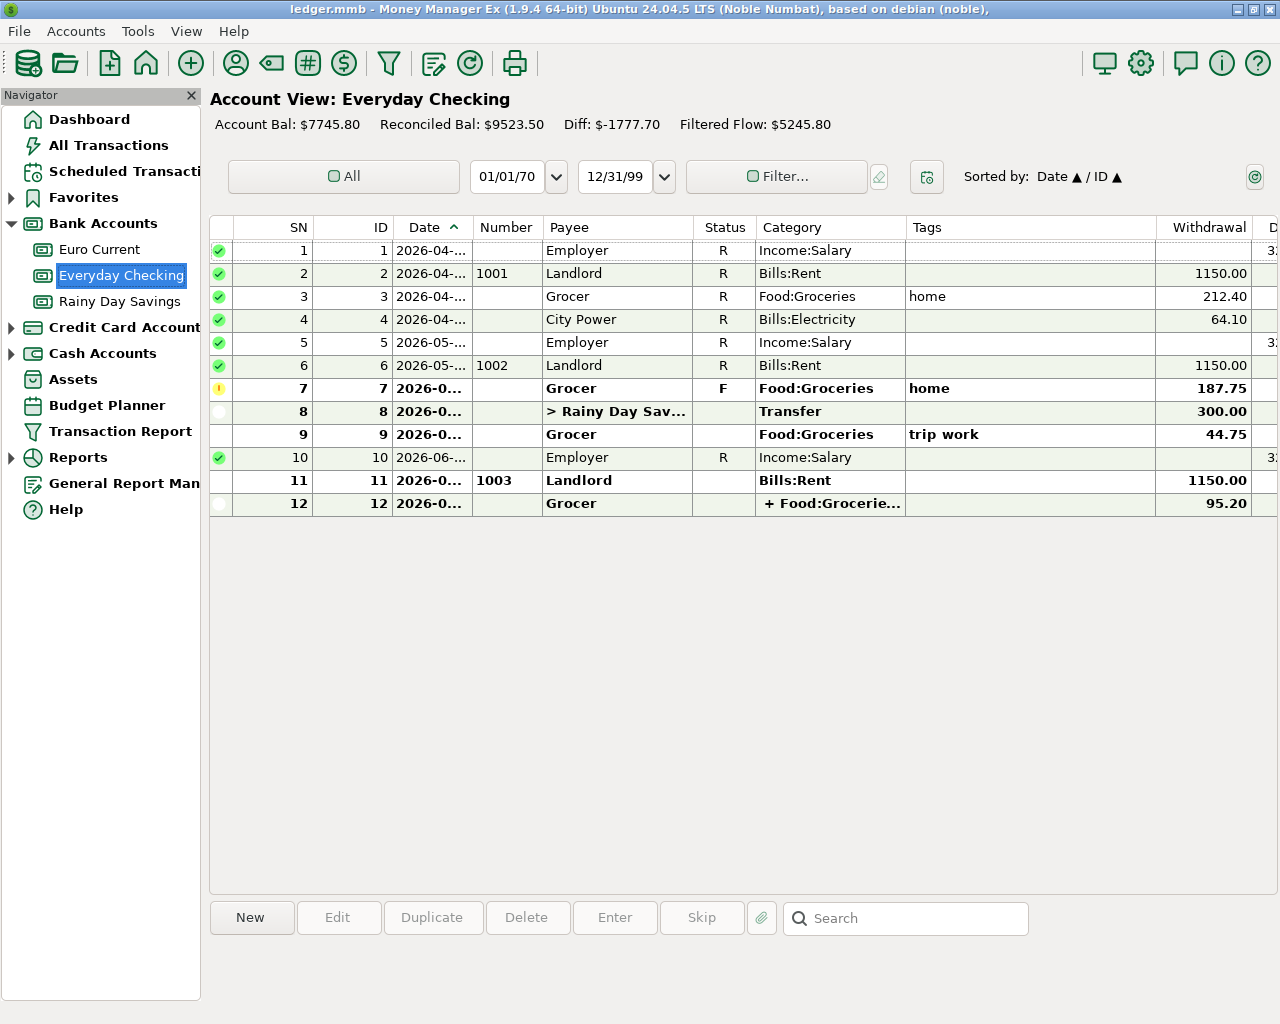 ledger.mmb - Money Manager Ex (1.9.4 64-bit) Ubuntu 24.04.5 LTS (Noble Numbat), based on debian (noble),
File Accounts Tools View Help
Navigator
Dashboard
All Transactions
Scheduled Transacti
Favorites
Bank Accounts
Euro Current
Everyday Checking
Rainy Day Savings
Credit Card Account
Cash Accounts
Assets
Budget Planner
Transaction Report
Reports
General Report Man
Help
Account View: Everyday Checking
Account Bal: $7745.80 Reconciled Bal: $9523.50 Diff: $-1777.70 Filtered Flow: $5245.80
All 01/01/70 12/31/99 Filter... Sorted by: Date ▲ / ID ▲
SN ID Date Number Payee Status Category Tags Withdrawal D
1 1 2026-04-... Employer R Income:Salary 32
2 2 2026-04-... 1001 Landlord R Bills:Rent 1150.00
3 3 2026-04-... Grocer R Food:Groceries home 212.40
4 4 2026-04-... City Power R Bills:Electricity 64.10
5 5 2026-05-... Employer R Income:Salary 32
6 6 2026-05-... 1002 Landlord R Bills:Rent 1150.00
7 7 2026-0... Grocer F Food:Groceries home 187.75
8 8 2026-0... > Rainy Day Sav... Transfer 300.00
9 9 2026-0... Grocer Food:Groceries trip work 44.75
10 10 2026-06-... Employer R Income:Salary 32
11 11 2026-0... 1003 Landlord Bills:Rent 1150.00
12 12 2026-0... Grocer + Food:Grocerie... 95.20
New Edit Duplicate Delete Enter Skip Search